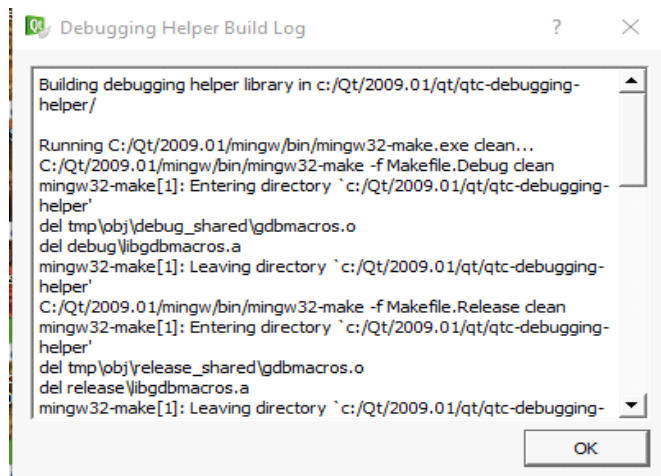 Debugging Helper Build Log
Building debugging helper library in c:/Qt/2009.01/qt/qtc-debugging-
helper/
Running C:/Qt/2009.01/mingw/bin/mingw32-make.exe clean...
C:/Qt/2009.01/mingw/bin/mingw32-make -f Makefile.Debug clean
mingw32-make[1]: Entering directory `c:/Qt/2009.01/qt/qtc-debugging-
helper'
del tmp\obj\debug_shared\gdbmacros.o
del debug\libgdbmacros.a
mingw32-make[1]: Leaving directory `c:/Qt/2009.01/qt/qtc-debugging-
helper'
C:/Qt/2009.01/mingw/bin/mingw32-make -f Makefile.Release clean
mingw32-make[1]: Entering directory `c:/Qt/2009.01/qt/qtc-debugging-
helper'
del tmp\obj\release_shared\gdbmacros.o
del release\libgdbmacros.a
mingw32-make[1]: Leaving directory `c:/Qt/2009.01/qt/qtc-debugging-
OK